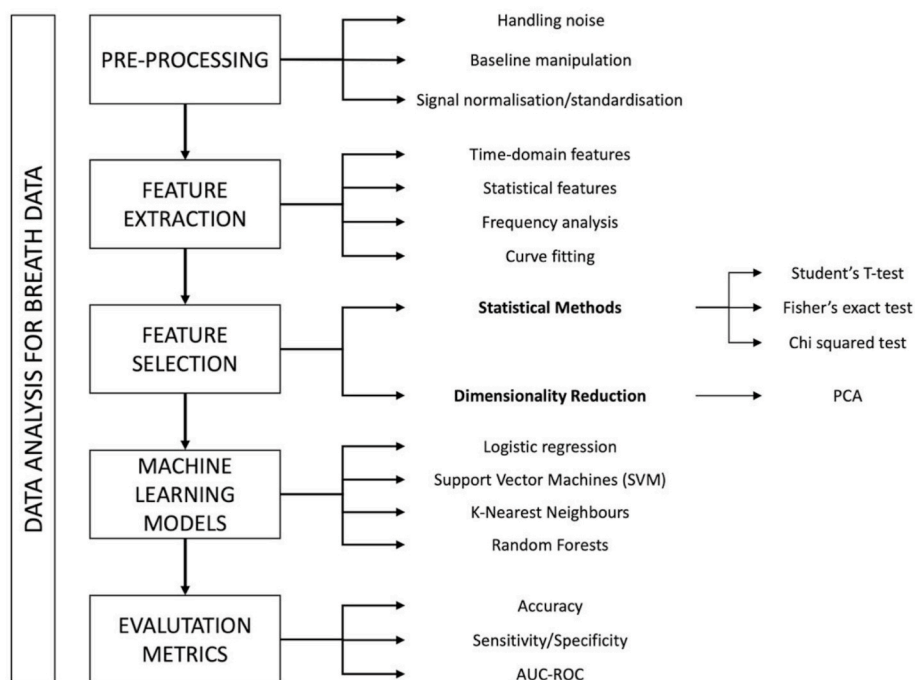 DATA ANALYSIS FOR BREATH DATA
PRE-PROCESSING
Handling noise
Baseline manipulation
Signal normalisation/standardisation
FEATURE
EXTRACTION
Time-domain features
Statistical features
Frequency analysis
Curve fitting
FEATURE
SELECTION
Statistical Methods
Student's T-test
Fisher's exact test
Chi squared test
Dimensionality Reduction
PCA
MACHINE
LEARNING
MODELS
Logistic regression
Support Vector Machines (SVM)
K-Nearest Neighbours
Random Forests
EVALUTATION
METRICS
Accuracy
Sensitivity/Specificity
AUC-ROC